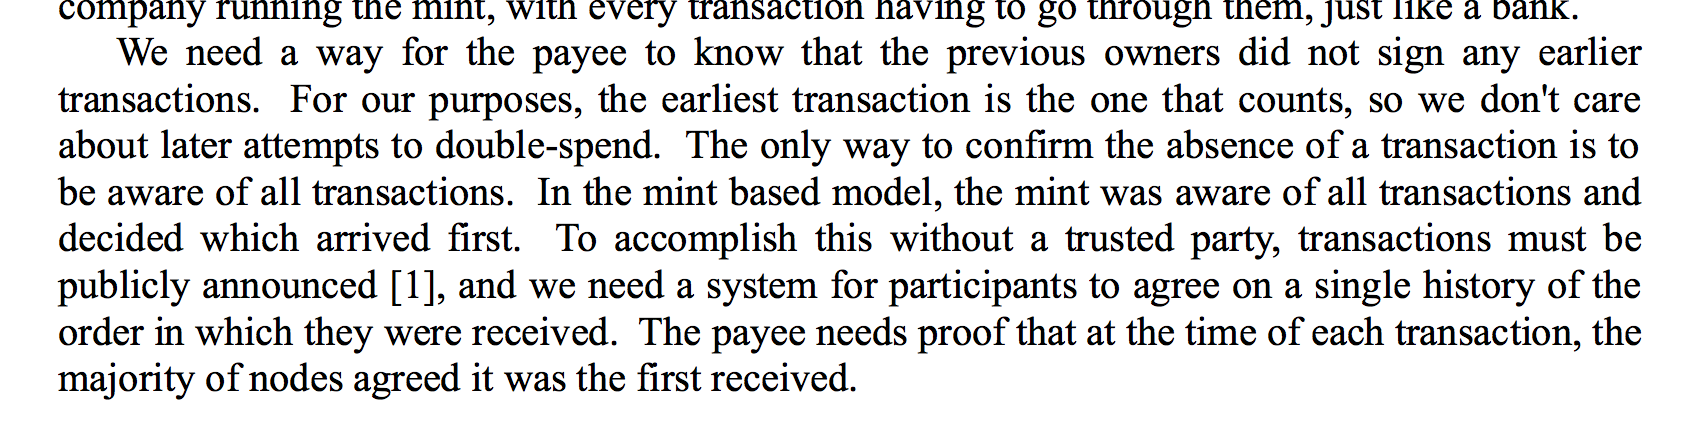 company running the mint, with every transaction having to go through them, just like a bank.
We need a way for the payee to know that the previous owners did not sign any earlier
transactions. For our purposes, the earliest transaction is the one that counts, so we don't care
about later attempts to double-spend. The only way to confirm the absence of a transaction is to
be aware of all transactions. In the mint based model, the mint was aware of all transactions and
decided which arrived first. To accomplish this without a trusted party, transactions must be
publicly announced [1], and we need a system for participants to agree on a single history of the
order in which they were received. The payee needs proof that at the time of each transaction, the
majority of nodes agreed it was the first received.